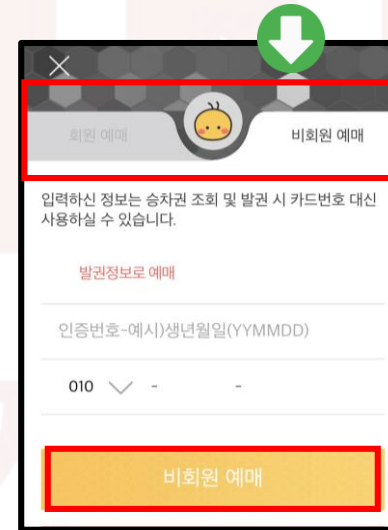 회원 예매
비회원 예매
입력하신 정보는 승차권 조회 및 발권 시 카드번호 대신
사용하실 수 있습니다.
발권정보로 예매
인증번호-예시)생년월일(YYMMDD)
010 - -
비회원 예매